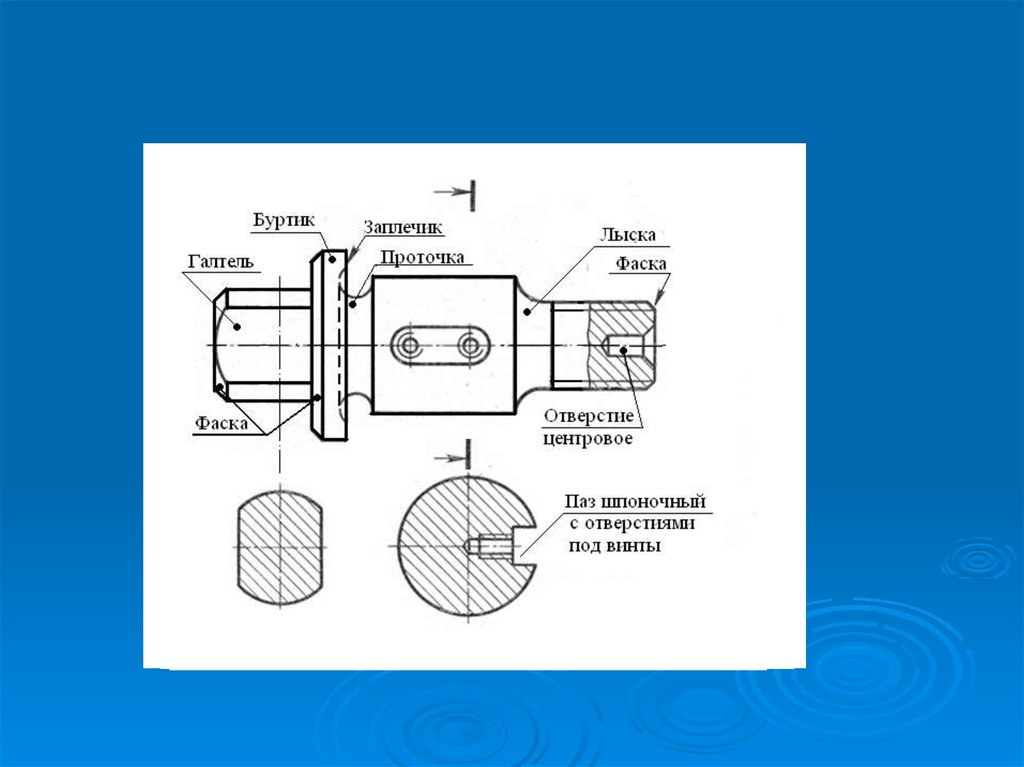 Буртик
Заплечик
Лыска
Галтель
Проточка
Фаска
Фаска
Отверстие
центровое
Паз шпоночный
с отверстиями
под винты